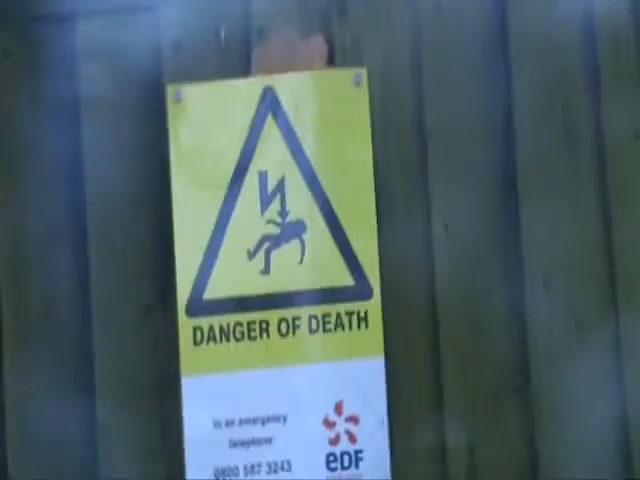 DANGER OF DEATH
In an emergency
telephone
0800 587 3243
eDF